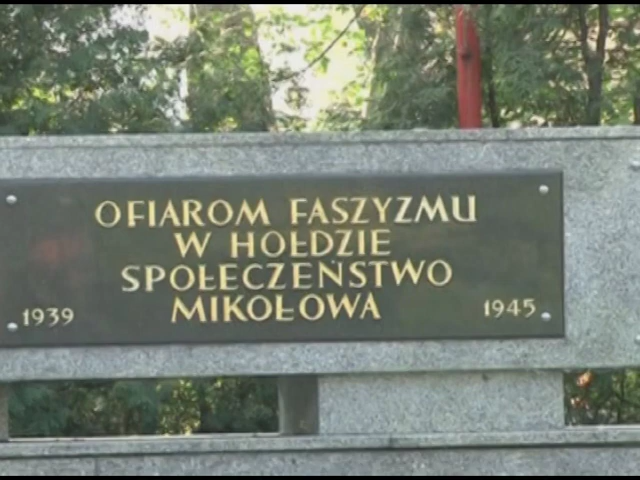 OFIAROM FASZYZMU
W HOŁDZIE
SPOŁECZEŃSTWO
MIKOŁOWA
1939 1945